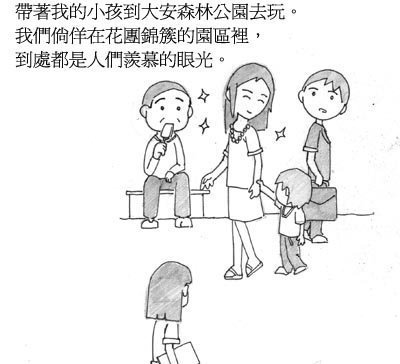 帶著我的小孩到大安森林公園去玩。
我們倘佯在花團錦簇的園區裡，
到處都是人們羨慕的眼光。